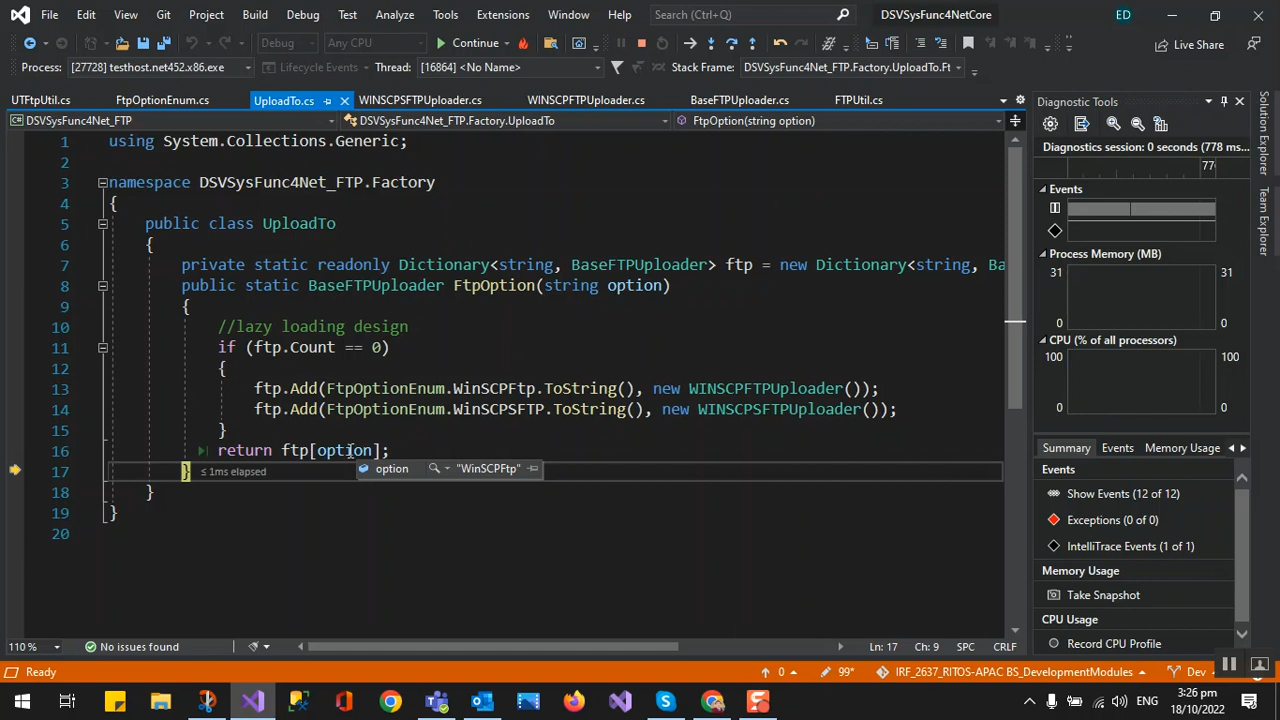 File Edit View Git Project Build Debug Test Analyze Tools Extensions Window Help Search (Ctrl+Q) DSVSysFunc4NetCore ED
Debug Any CPU Continue Live Share
Process: [27728] testhost.net452.x86.exe Lifecycle Events Thread: [16864] <No Name> Stack Frame: DSVSysFunc4Net_FTP.Factory.UploadTo.Ft
UTFtpUtil.cs FtpOptionEnum.cs UploadTo.cs WINSCPSFTPUploader.cs WINSCPFTPUploader.cs BaseFTPUploader.cs FTPUtil.cs
DSVSysFunc4Net_FTP DSVSysFunc4Net_FTP.Factory.UploadTo FtpOption(string option)
1 using System.Collections.Generic;
2
3 namespace DSVSysFunc4Net_FTP.Factory
4 {
5 public class UploadTo
6 {
7 private static readonly Dictionary<string, BaseFTPUploader> ftp = new Dictionary<string, Ba
8 public static BaseFTPUploader FtpOption(string option)
9 {
10 //lazy loading design
11 if (ftp.Count == 0)
12 {
13 ftp.Add(FtpOptionEnum.WinSCPFtp.ToString(), new WINSCPFTPUploader());
14 ftp.Add(FtpOptionEnum.WinSCPSFTP.ToString(), new WINSCPSFTPUploader());
15 }
16 return ftp[option];
option "WinSCPFtp"
17 } ≤ 1ms elapsed
18 }
19 }
20
110 % No issues found Ln: 17 Ch: 9 SPC CRLF
Diagnostic Tools
Diagnostics session: 0 seconds (778 ms...
77
Events
Process Memory (MB)
31 31
0 0
CPU (% of all processors)
100 100
0 0
Summary Events Memory Usage
Events
Show Events (12 of 12)
Exceptions (0 of 0)
IntelliTrace Events (1 of 1)
Memory Usage
Take Snapshot
CPU Usage
Record CPU Profile
Solution Explorer
Team Explorer
Ready 0 99* IRF_2637_RITOS-APAC BS_DevelopmentModules Dev
ENG 3:26 pm
18/10/2022